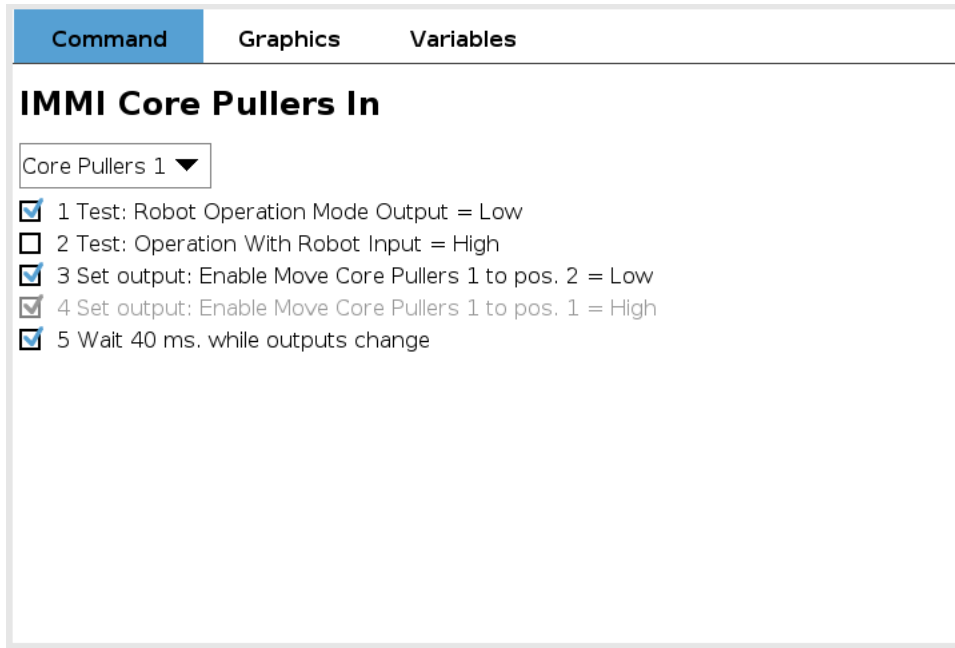 Command Graphics Variables
IMMI Core Pullers In
Core Pullers 1
1 Test: Robot Operation Mode Output = Low
2 Test: Operation With Robot Input = High
3 Set output: Enable Move Core Pullers 1 to pos. 2 = Low
4 Set output: Enable Move Core Pullers 1 to pos. 1 = High
5 Wait 40 ms. while outputs change